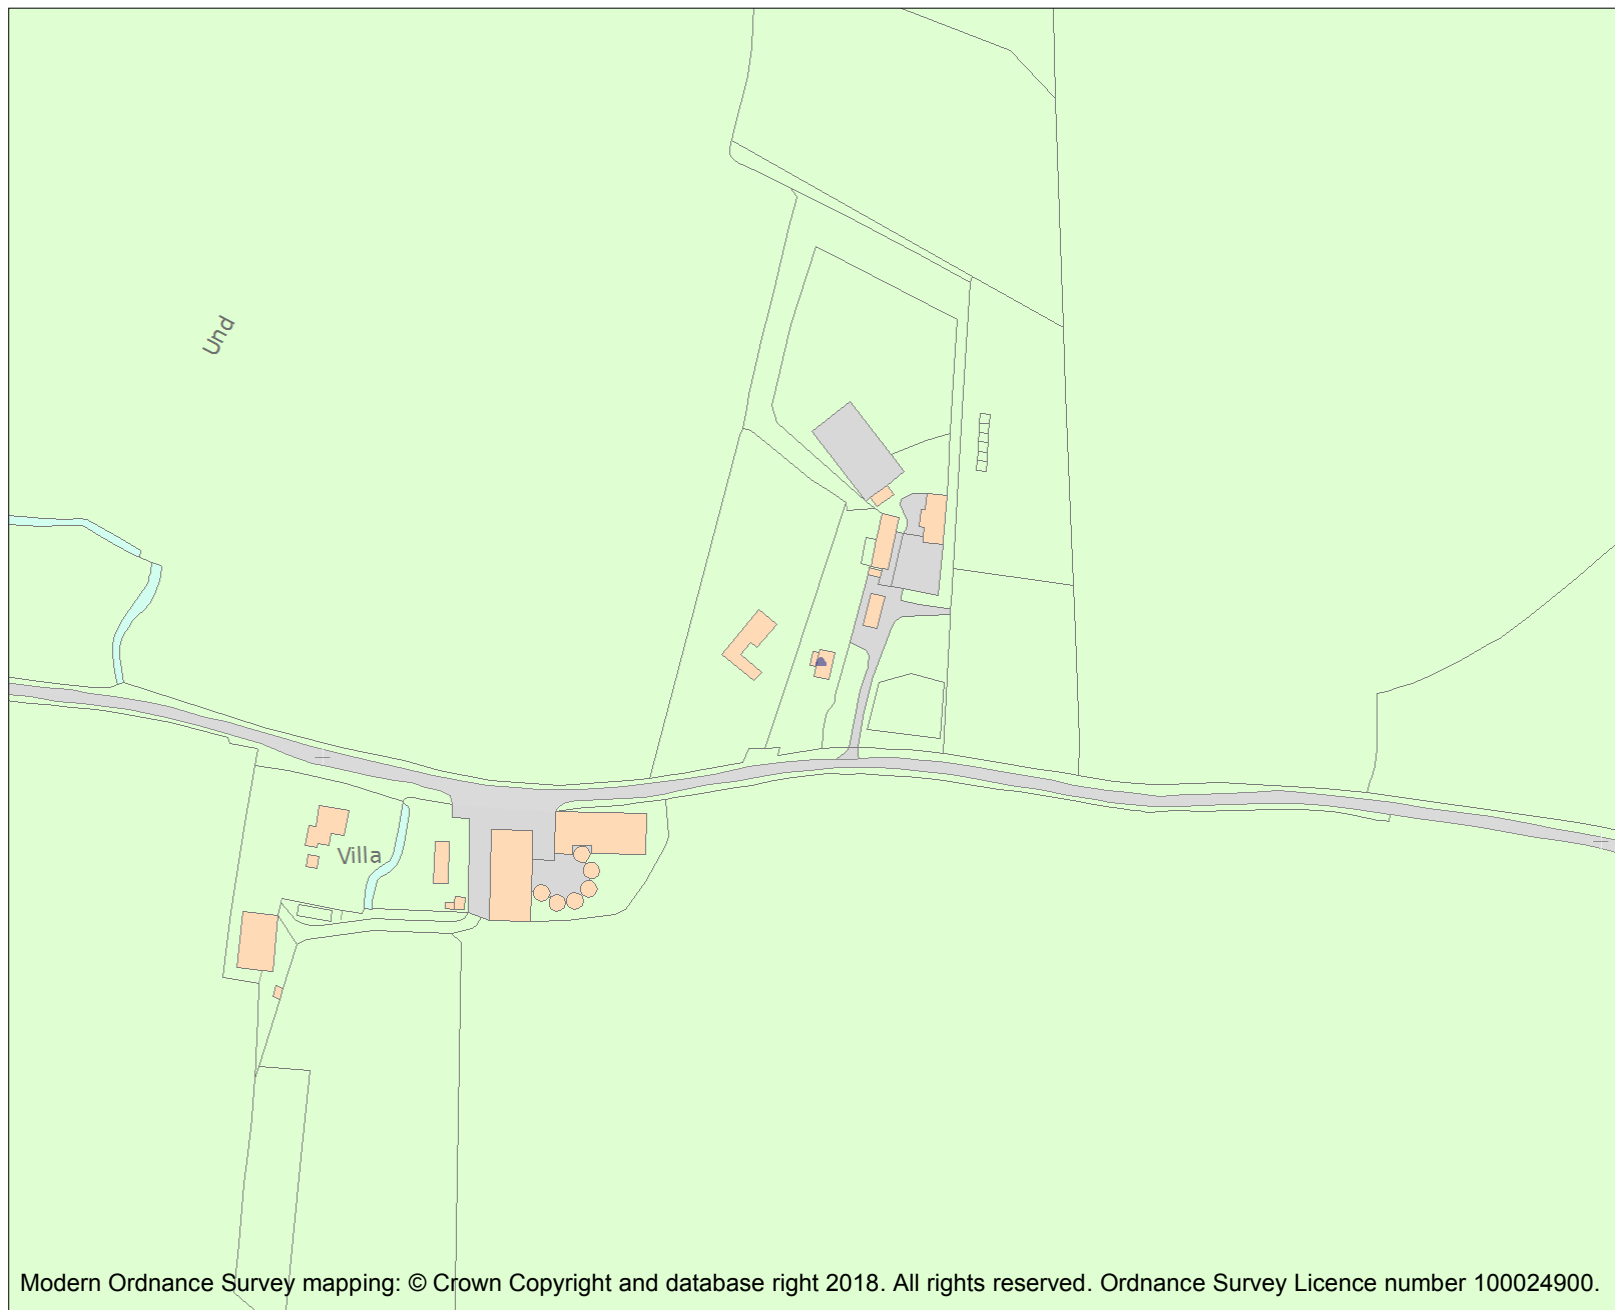 Und
Villa
Modern Ordnance Survey mapping: © Crown Copyright and database right 2018. All rights reserved. Ordnance Survey Licence number 100024900.